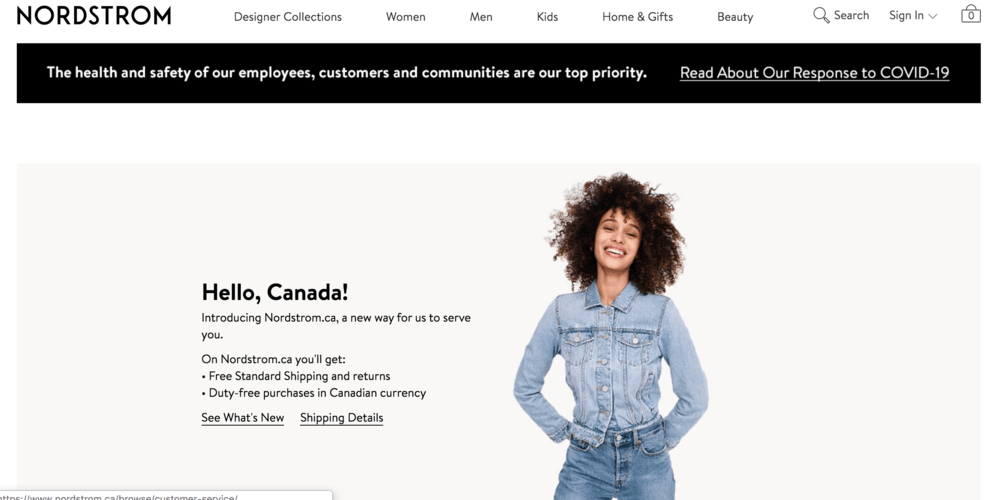 NORDSTROM
Designer Collections Women Men Kids Home & Gifts Beauty Search Sign In 0
The health and safety of our employees, customers and communities are our top priority. Read About Our Response to COVID-19
Hello, Canada!
Introducing Nordstrom.ca, a new way for us to serve
you.
On Nordstrom.ca you'll get:
• Free Standard Shipping and returns
• Duty-free purchases in Canadian currency
See What's New Shipping Details
https://www.nordstrom.ca/browse/customer-service/